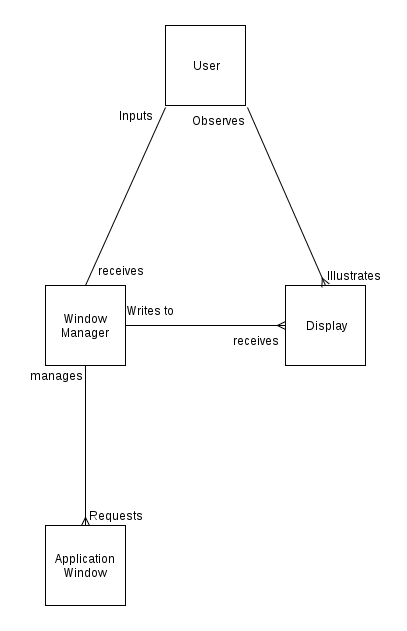 User
Inputs
Observes
receives
Illustrates
Window
Manager
Writes to
receives
Display
manages
Requests
Application
Window